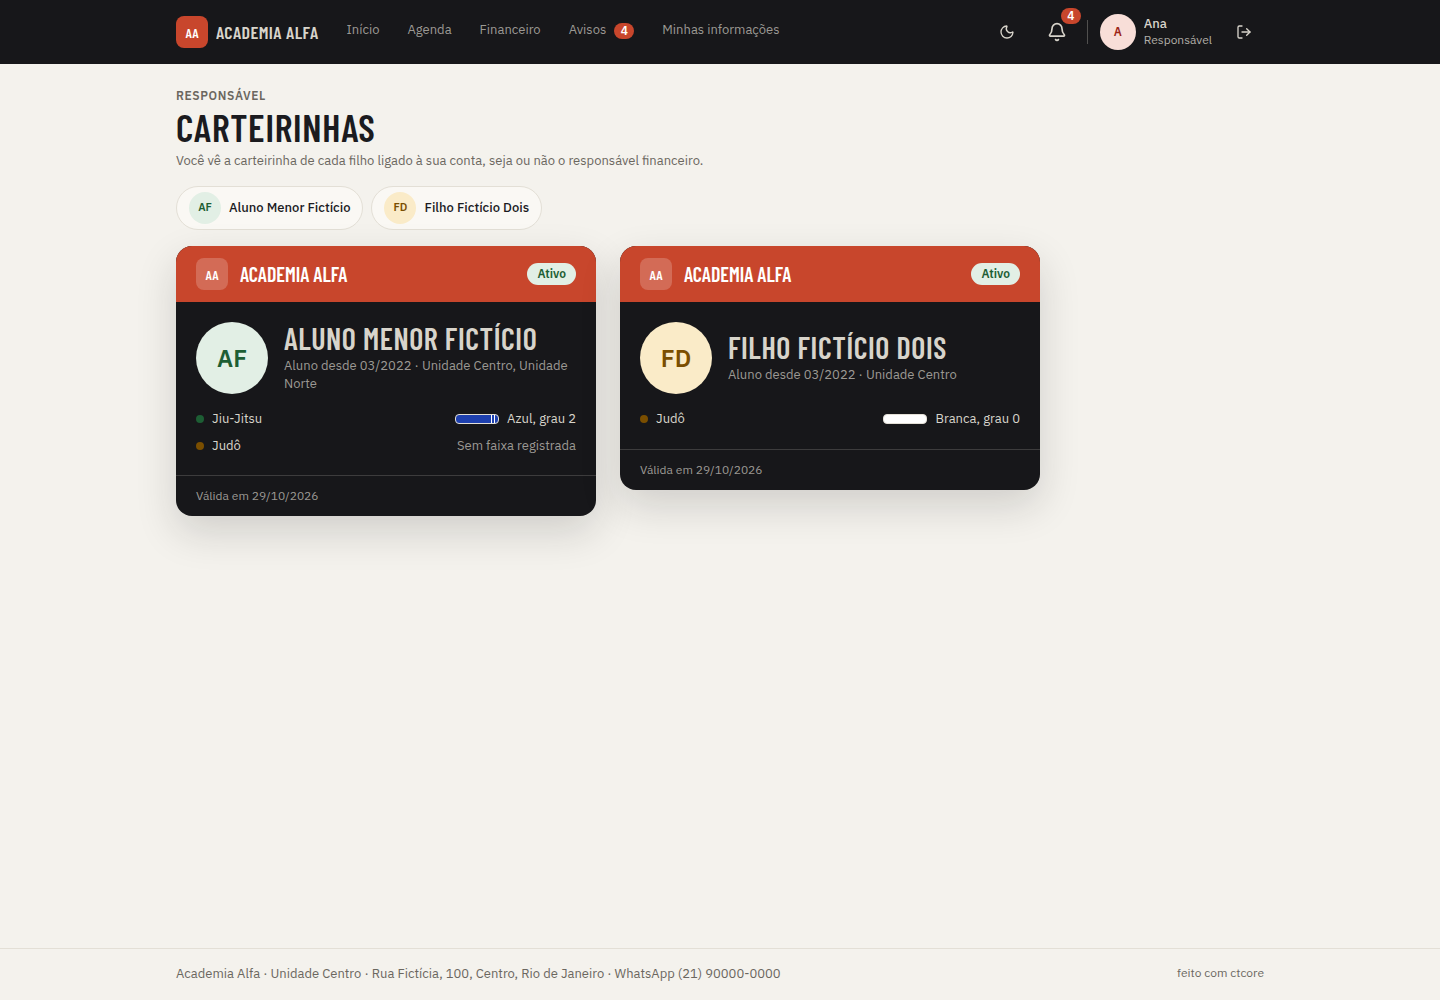 AA ACADEMIA ALFA Início Agenda Financeiro Avisos 4 Minhas informações 4 A Ana
Responsável
RESPONSÁVEL
CARTEIRINHAS
Você vê a carteirinha de cada filho ligado à sua conta, seja ou não o responsável financeiro.
AF Aluno Menor Fictício FD Filho Fictício Dois
AA ACADEMIA ALFA Ativo
AF ALUNO MENOR FICTÍCIO
Aluno desde 03/2022 · Unidade Centro, Unidade
Norte
Jiu-Jitsu Azul, grau 2
Judô Sem faixa registrada
Válida em 29/10/2026
AA ACADEMIA ALFA Ativo
FD FILHO FICTÍCIO DOIS
Aluno desde 03/2022 · Unidade Centro
Judô Branca, grau 0
Válida em 29/10/2026
Academia Alfa · Unidade Centro · Rua Fictícia, 100, Centro, Rio de Janeiro · WhatsApp (21) 90000-0000 feito com ctcore